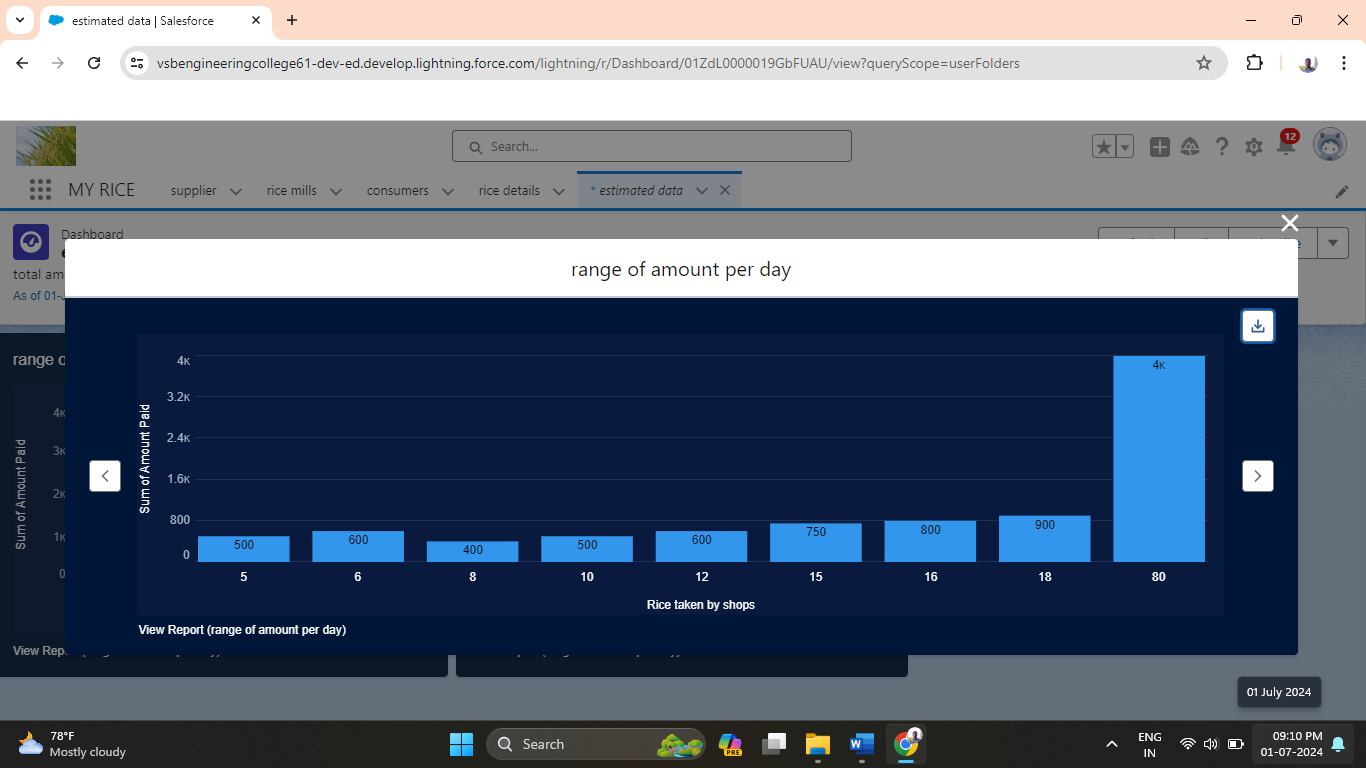 estimated data | Salesforce
vsbengineeringcollege61-dev-ed.develop.lightning.force.com/lightning/r/Dashboard/01ZdL0000019GbFUAU/view?queryScope=userFolders
Search...
12
MY RICE
supplier
rice mills
consumers
rice details
* estimated data
Dashboard
total am
As of 01-J
range of amount per day
range o
4K
3.2K
2.4K
1.6K
800
0
Sum of Amount Paid
500
600
400
500
600
750
800
900
4K
5
6
8
10
12
15
16
18
80
Rice taken by shops
View Report (range of amount per day)
4K
3K
2K
1K
0
Sum of Amount Paid
View Rep
01 July 2024
78°F
Mostly cloudy
Search
PRE
ENG
IN
09:10 PM
01-07-2024